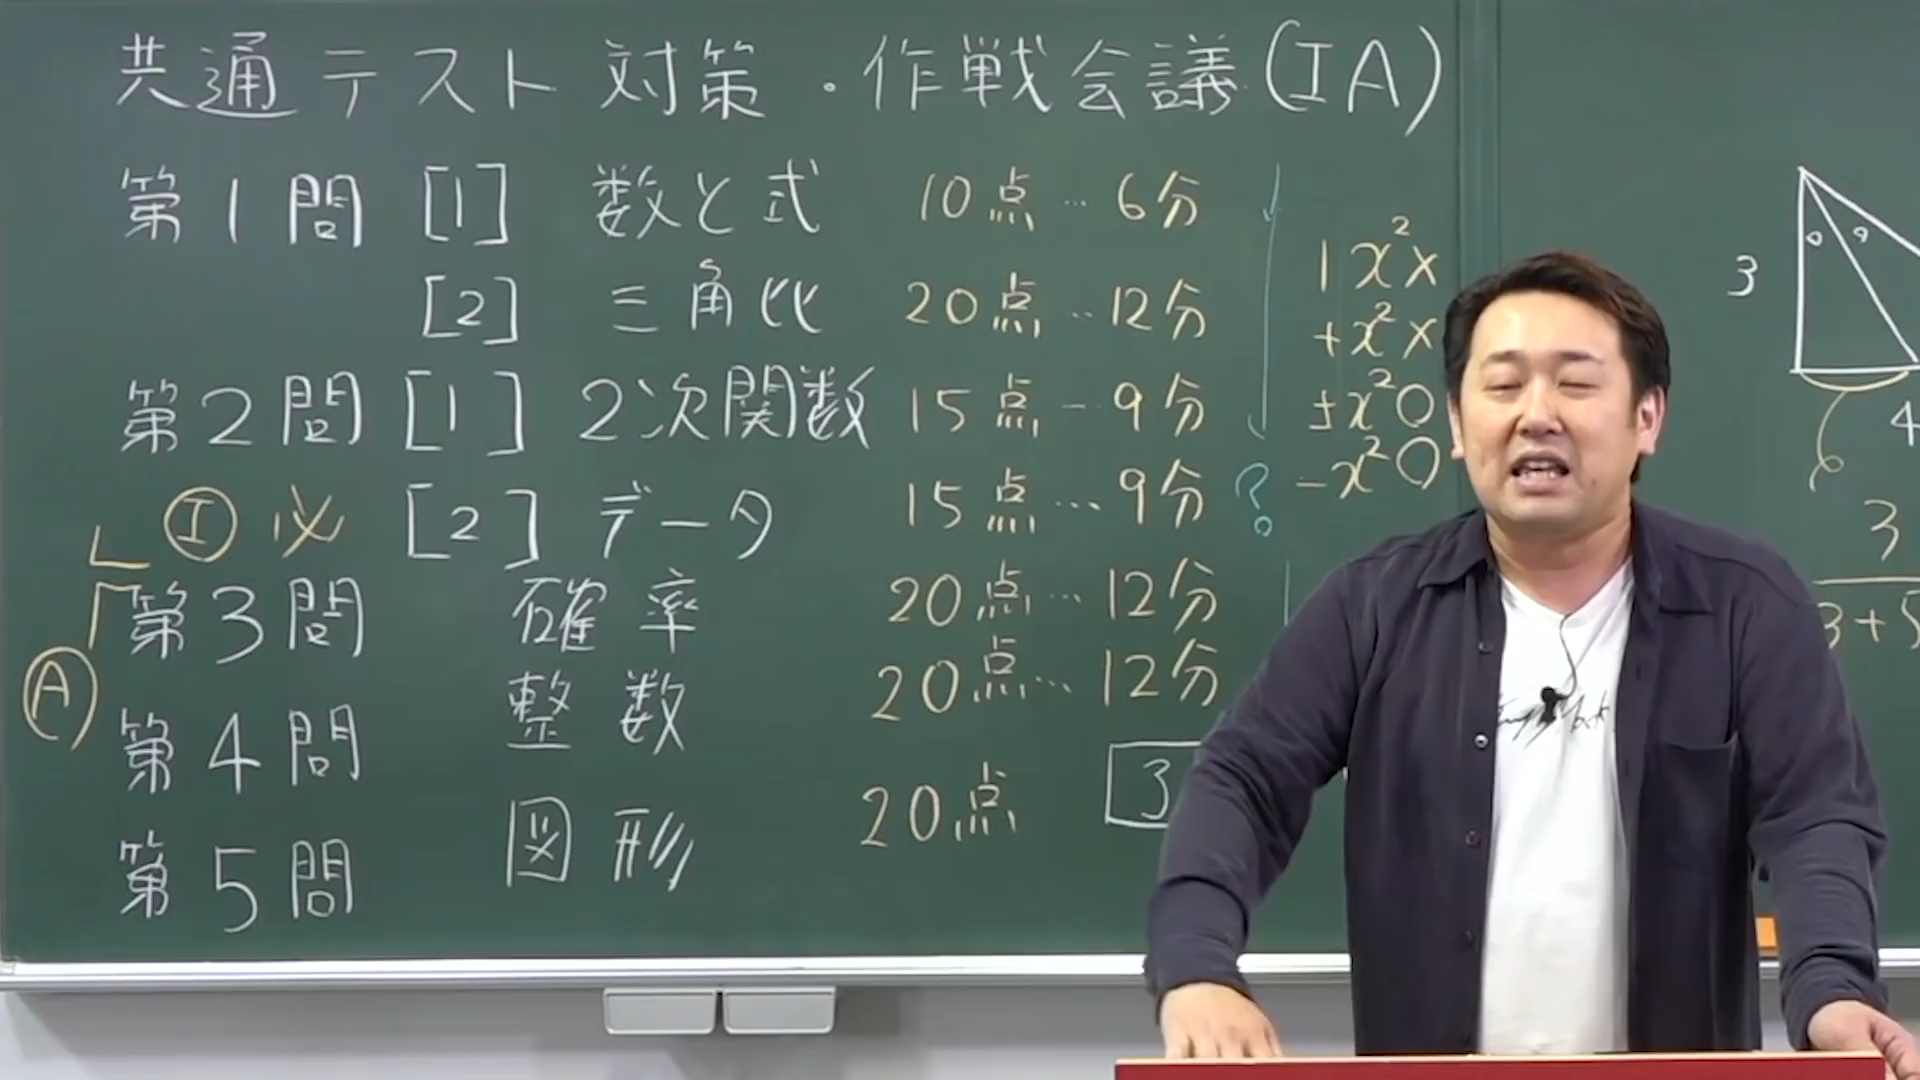 共通テスト対策・作戦会議(IA)
第1問 [1] 数と式 10点…6分
[2] 三角比 20点…12分
第2問 [1] 2次関数 15点…9分
Ⓘ 必 [2] データ 15点…9分 ?
第3問 確率 20点…12分
Ⓐ
第4問 整数 20点…12分
第5問 図形 20点 3
1x²x
+x²x
±x²0
-x²0
3
4
3
3+5